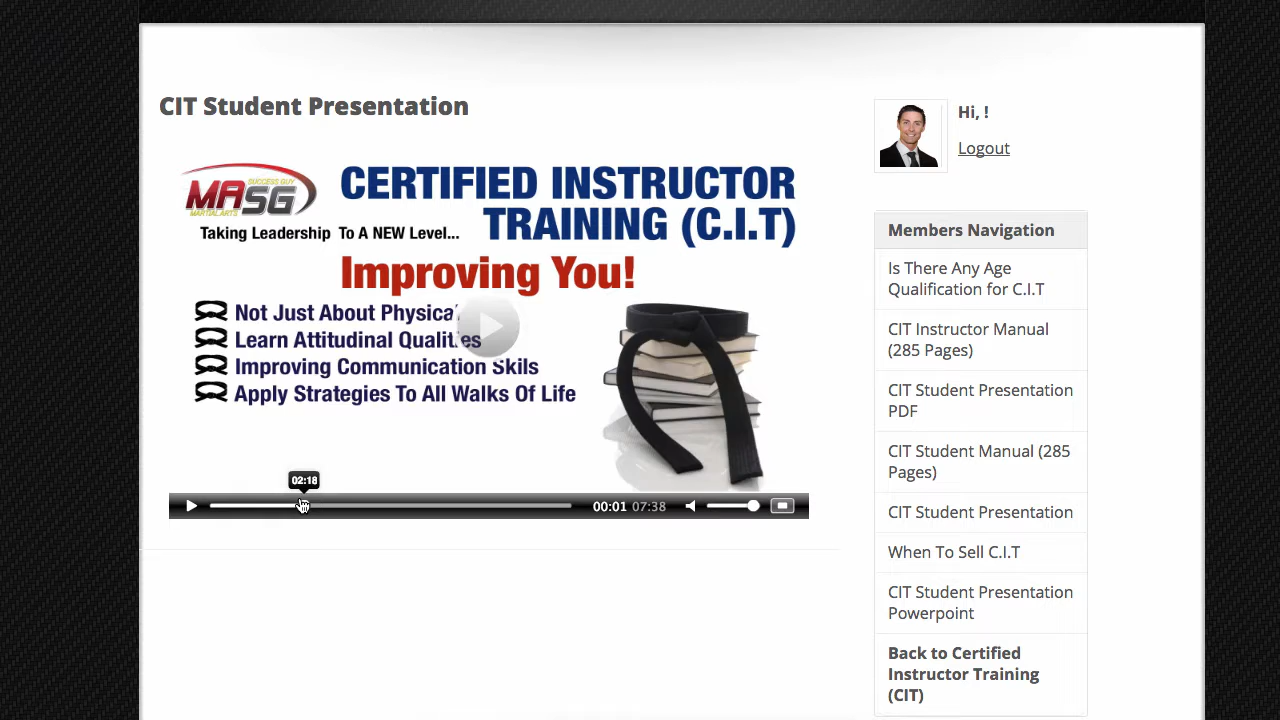 CIT Student Presentation
Hi, !
Logout
MASG
SUCCESS GUY
MARTIAL ARTS
Taking Leadership To A NEW Level...
CERTIFIED INSTRUCTOR
TRAINING (C.I.T)
Improving You!
Not Just About Physical
Learn Attitudinal Qualities
Improving Communication Skils
Apply Strategies To All Walks Of Life
02:18
00:01 07:38
Members Navigation
Is There Any Age
Qualification for C.I.T
CIT Instructor Manual
(285 Pages)
CIT Student Presentation
PDF
CIT Student Manual (285
Pages)
CIT Student Presentation
When To Sell C.I.T
CIT Student Presentation
Powerpoint
Back to Certified
Instructor Training
(CIT)